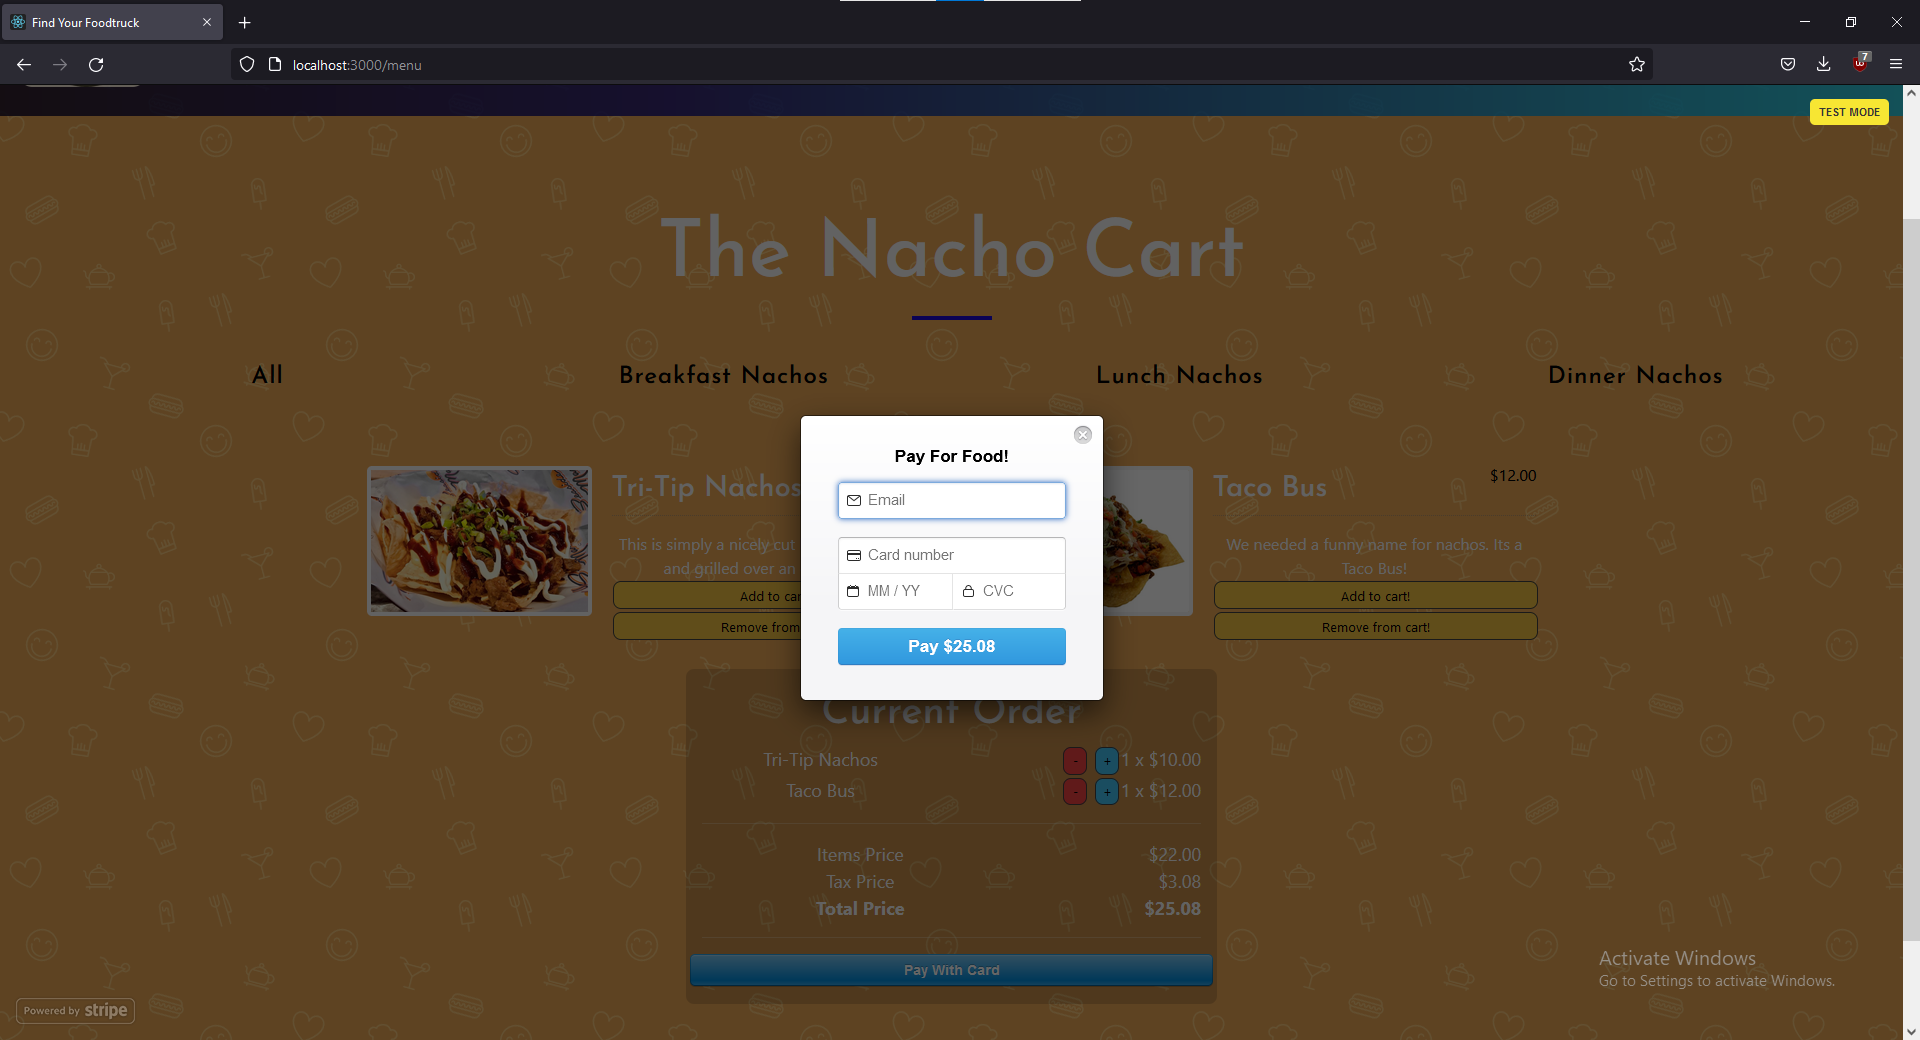 Find Your Foodtruck
localhost:3000/menu
7
TEST MODE
The Nacho Cart
All
Breakfast Nachos
Lunch Nachos
Dinner Nachos
Pay For Food!
Email
Card number
MM / YY
CVC
Pay $25.08
Tri-Tip Nachos
This is simply a nicely cut
and grilled over an
Add to car
Remove from
Taco Bus
$12.00
We needed a funny name for nachos. Its a
Taco Bus!
Add to cart!
Remove from cart!
Current Order
Tri-Tip Nachos - + 1 x $10.00
Taco Bus - + 1 x $12.00
Items Price $22.00
Tax Price $3.08
Total Price $25.08
Pay With Card
Activate Windows
Go to Settings to activate Windows.
Powered by stripe